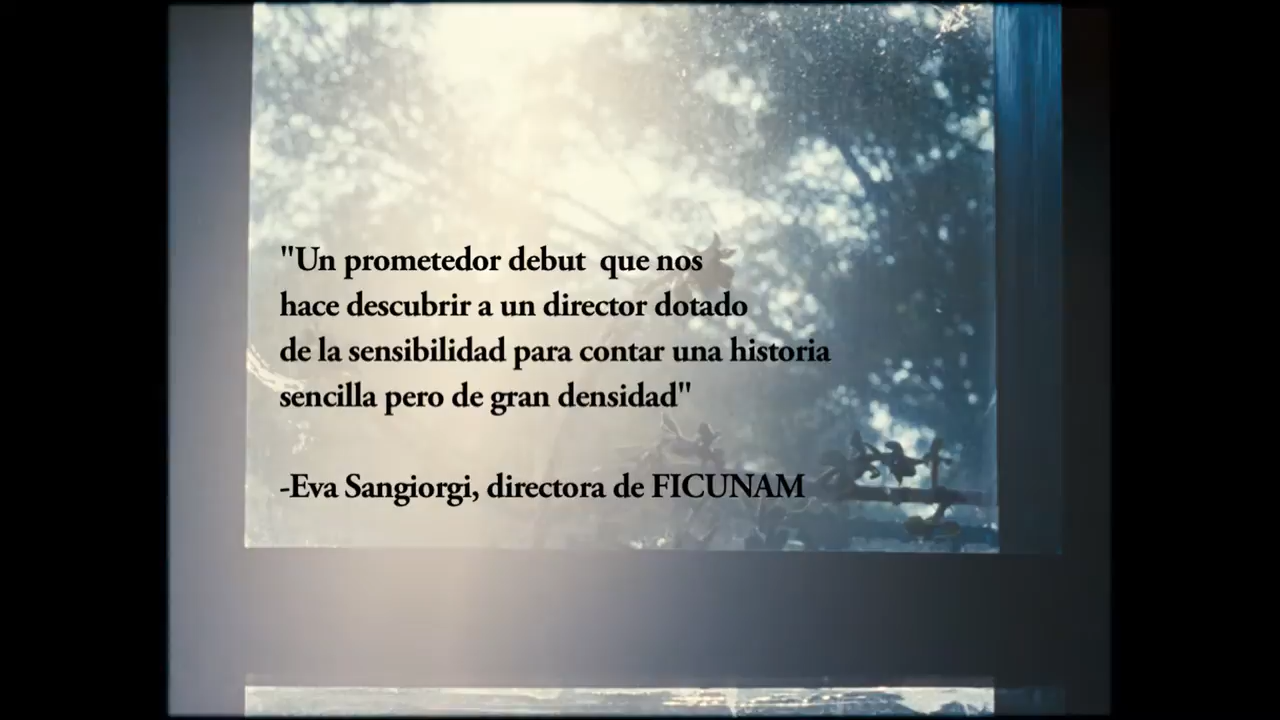 "Un prometedor debut  que nos
hace descubrir a un director dotado
de la sensibilidad para contar una historia
sencilla pero de gran densidad"
-Eva Sangiorgi, directora de FICUNAM